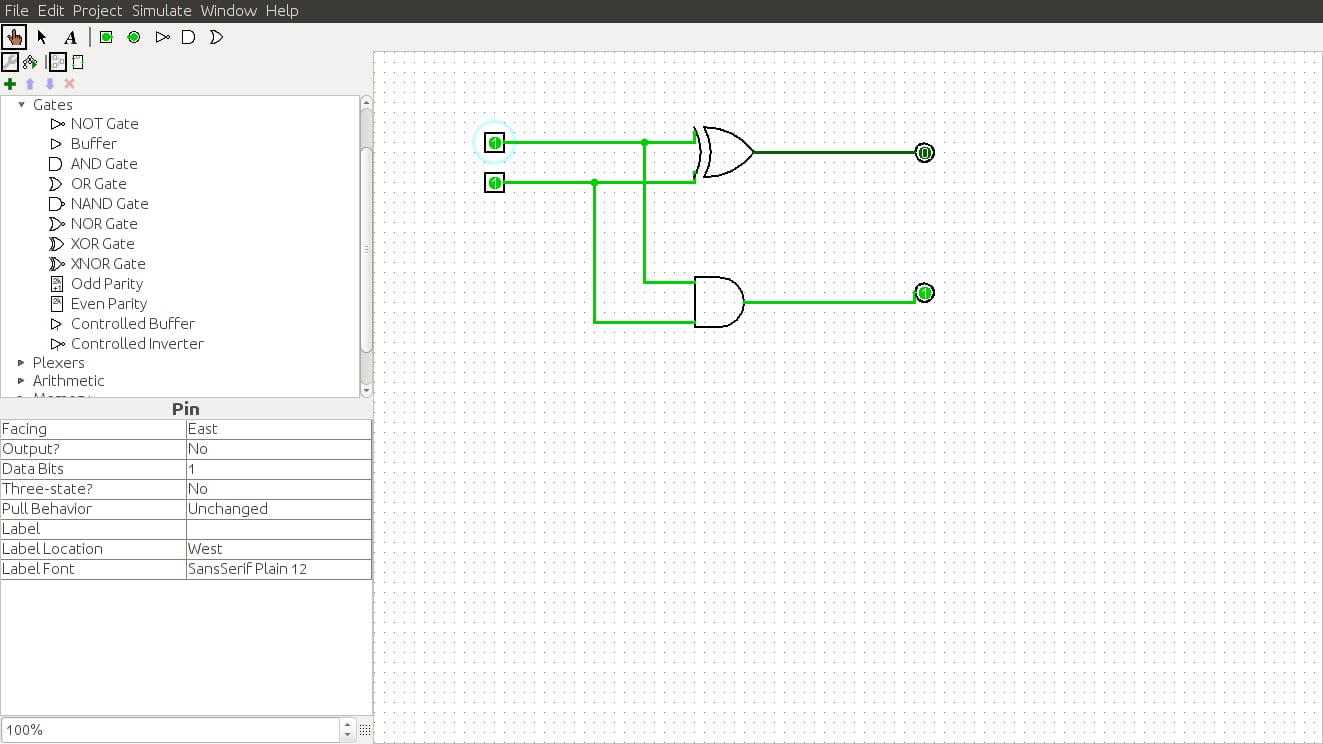 File Edit Project Simulate Window Help
A
Gates
NOT Gate
Buffer
AND Gate
OR Gate
NAND Gate
NOR Gate
XOR Gate
XNOR Gate
Odd Parity
Even Parity
Controlled Buffer
Controlled Inverter
Plexers
Arithmetic
Pin
Facing East
Output? No
Data Bits 1
Three-state? No
Pull Behavior Unchanged
Label
Label Location West
Label Font SansSerif Plain 12
100%
1
0
1
1